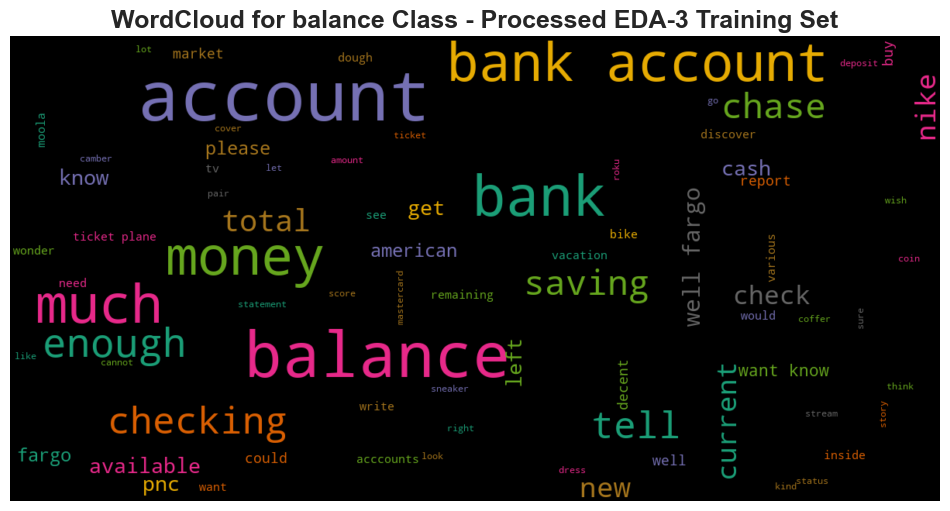 WordCloud for balance Class - Processed EDA-3 Training Set
lot
market
dough
bank account
deposit
buy
account
go
chase
nike
moola
cover
ticket
discover
please
camber
amount
know
tv
let
roku
cash
report
pair
wish
total
see
get
bank
well fargo
wonder
ticket plane
money
american
bike
vacation
various
coin
need
much
statement
score
mastercard
remaining
saving
check
would
coffer
sure
enough
like
cannot
balance
left
sneaker
decent
current
want know
think
checking
write
right
tell
stream
story
fargo
available
could
acccounts
look
well
inside
pnc
want
dress
new
kind
status